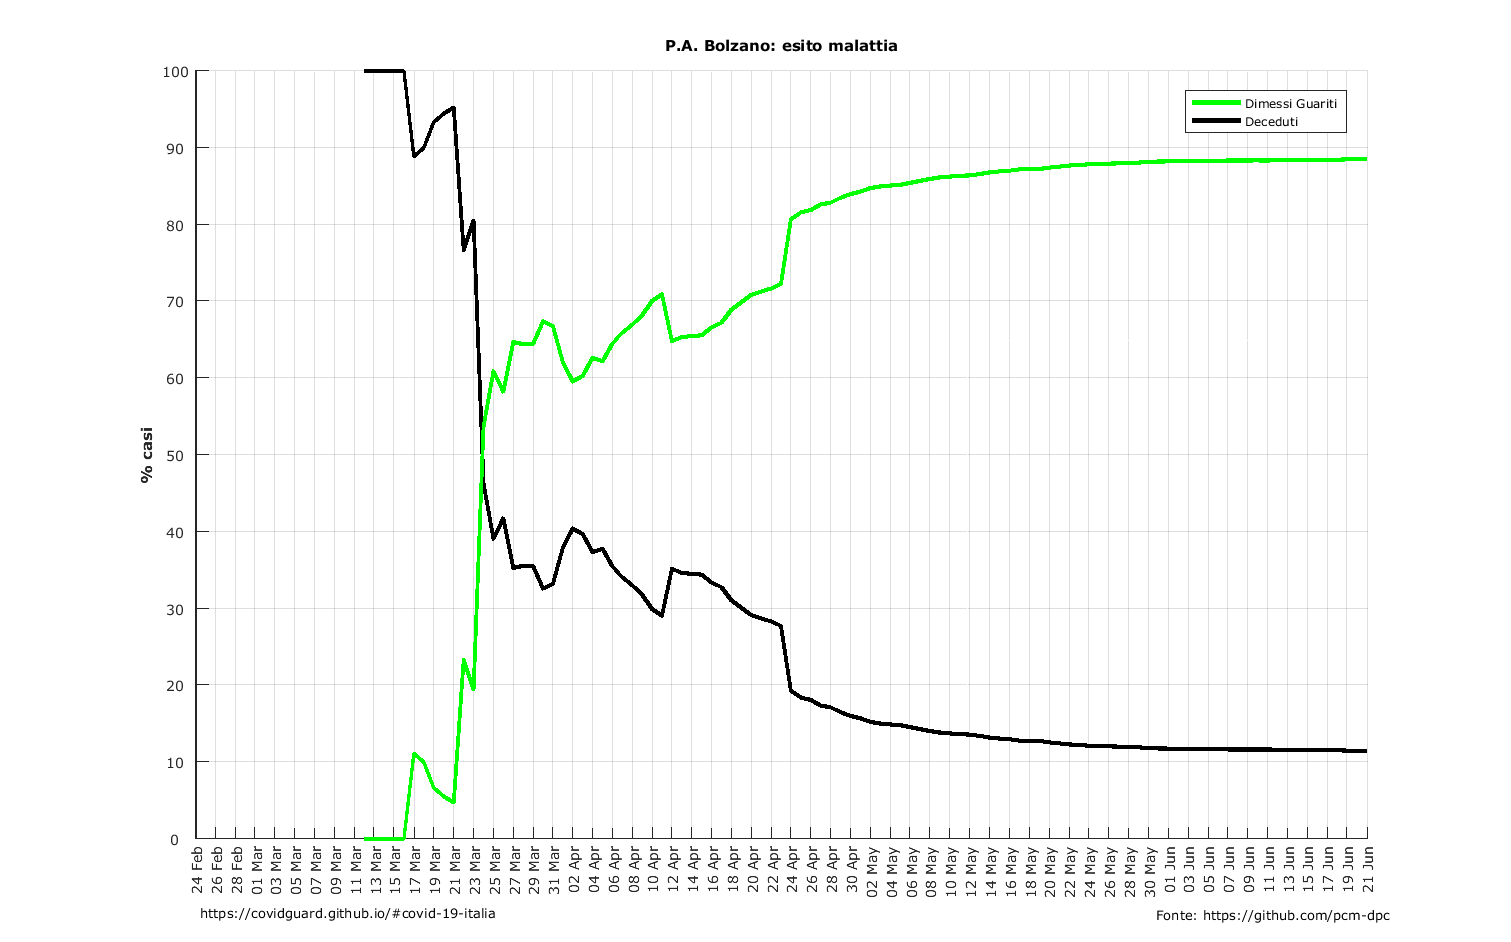 P.A. Bolzano: esito malattia
Dimessi Guariti
Deceduti
% casi
100
90
80
70
60
50
40
30
20
10
0
24 Feb
26 Feb
28 Feb
01 Mar
03 Mar
05 Mar
07 Mar
09 Mar
11 Mar
13 Mar
15 Mar
17 Mar
19 Mar
21 Mar
23 Mar
25 Mar
27 Mar
29 Mar
31 Mar
02 Apr
04 Apr
06 Apr
08 Apr
10 Apr
12 Apr
14 Apr
16 Apr
18 Apr
20 Apr
22 Apr
24 Apr
26 Apr
28 Apr
30 Apr
02 May
04 May
06 May
08 May
10 May
12 May
14 May
16 May
18 May
20 May
22 May
24 May
26 May
28 May
30 May
01 Jun
03 Jun
05 Jun
07 Jun
09 Jun
11 Jun
13 Jun
15 Jun
17 Jun
19 Jun
21 Jun
https://covidguard.github.io/#covid-19-italia
Fonte: https://github.com/pcm-dpc